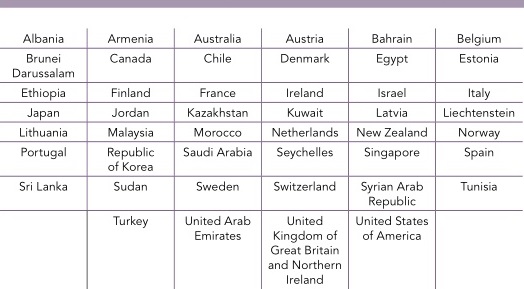 Albania Armenia Australia Austria Bahrain Belgium
Brunei Darussalam Canada Chile Denmark Egypt Estonia
Ethiopia Finland France Ireland Israel Italy
Japan Jordan Kazakhstan Kuwait Latvia Liechtenstein
Lithuania Malaysia Morocco Netherlands New Zealand Norway
Portugal Republic of Korea Saudi Arabia Seychelles Singapore Spain
Sri Lanka Sudan Sweden Switzerland Syrian Arab Republic Tunisia
Turkey United Arab Emirates United Kingdom of Great Britain and Northern Ireland United States of America